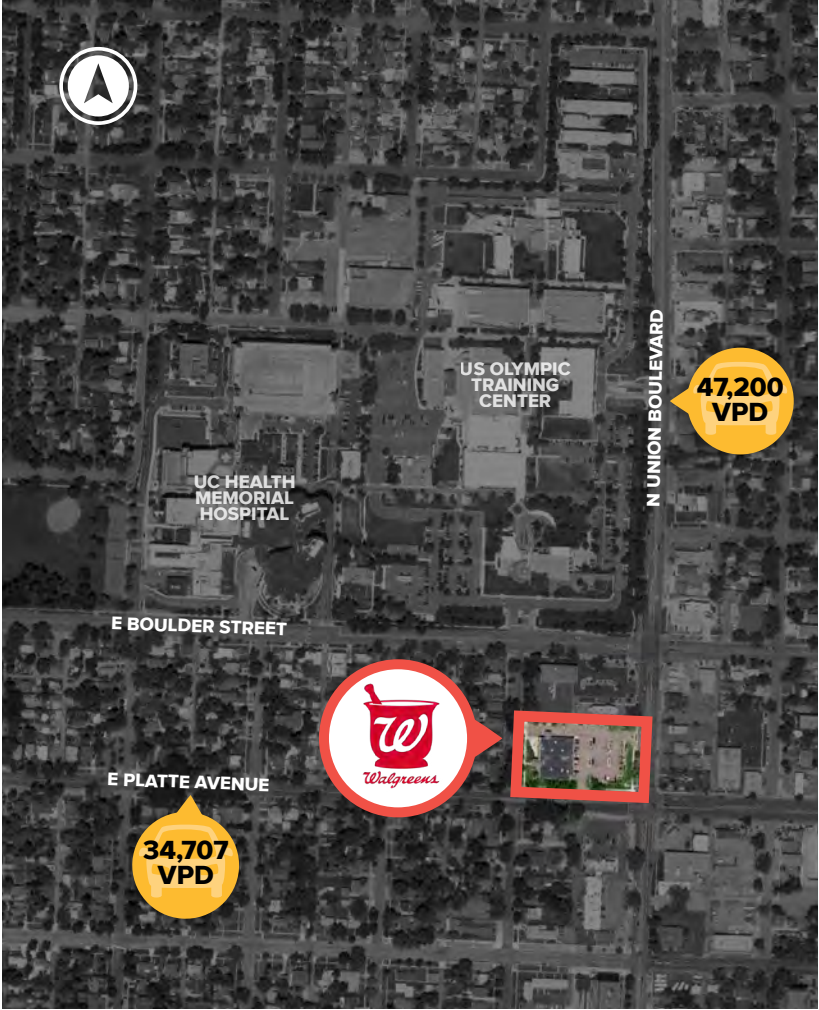 US OLYMPIC
TRAINING
CENTER
N UNION BOULEVARD
47,200
VPD
UC HEALTH
MEMORIAL
HOSPITAL
E BOULDER STREET
W
Walgreens
E PLATTE AVENUE
34,707
VPD